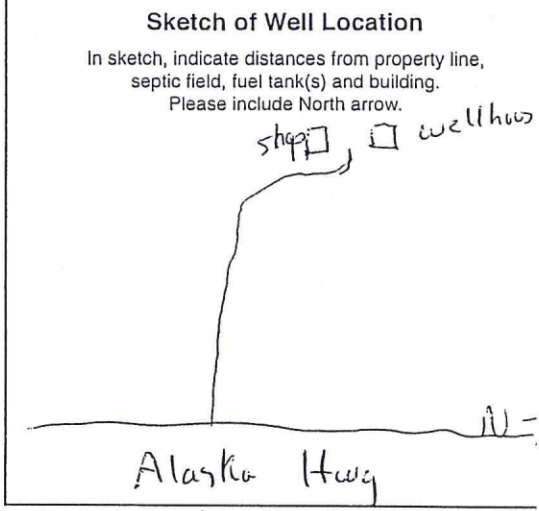 Sketch of Well Location
In sketch, indicate distances from property line,
septic field, fuel tank(s) and building.
Please include North arrow.
shop wellhous
N -
Alaska Hwy